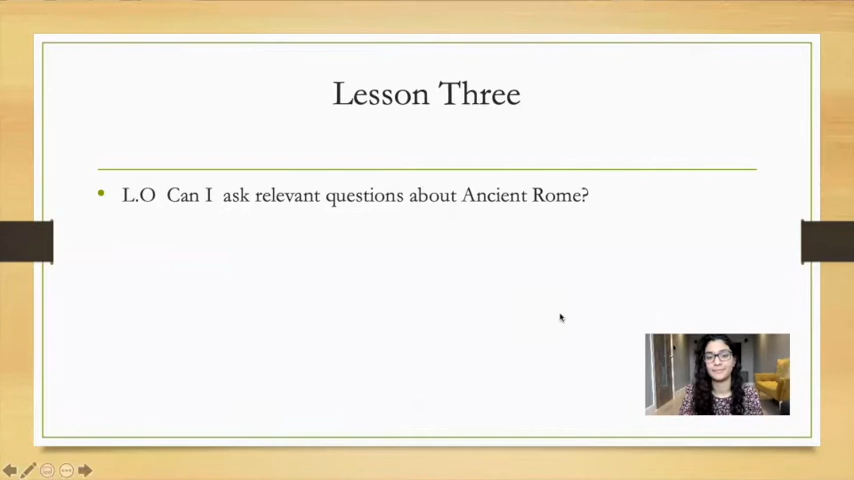 Lesson Three
• L.O Can I ask relevant questions about Ancient Rome?